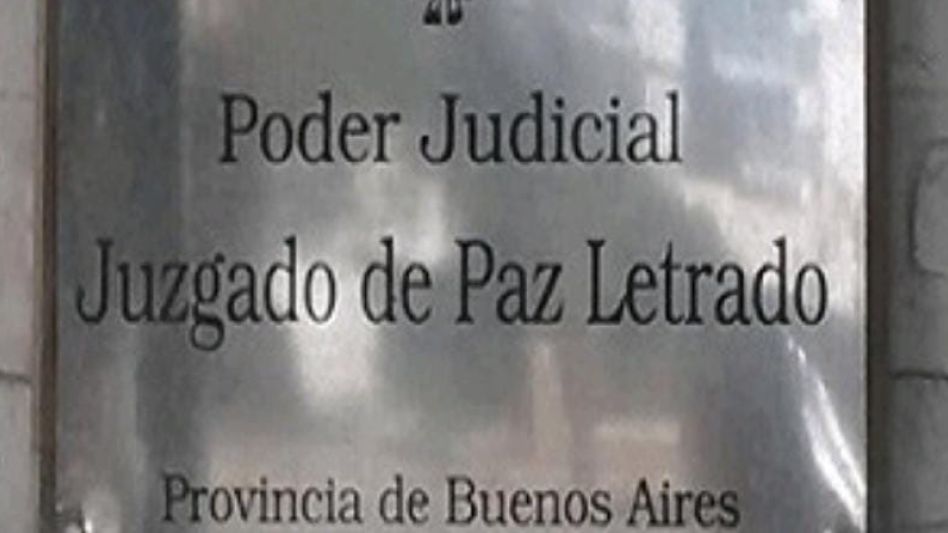 Poder Judicial
Juzgado de Paz Letrado
Provincia de Buenos Aires